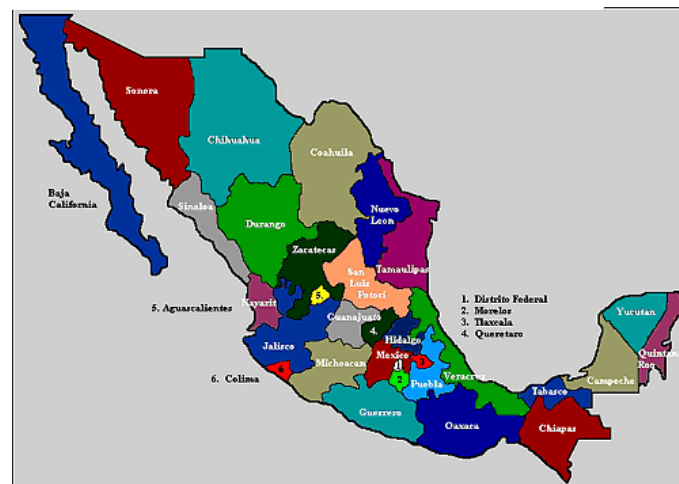 Sonora
Chihuahua
Coahuila
Baja
California
Sinaloa
Nuevo
Leon
Durango
Zacatecas
Tamaulipas
San
Luis
Potosi
5. Aguascalientes
Nayarit
5.
1. Distrito Federal
2. Morelos
3. Tlaxcala
4. Queretaro
Yucutan
Guanajuato
4.
Hidalgo
Jalisco
Quintana
Roo
Michoacan
Mexico
1
3
6. Colima
6
2
Puebla
Veracruz
Campeche
Tabasco
Guerrero
Oaxaca
Chiapas